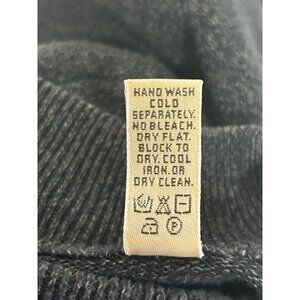 HAND WASH
COLD
SEPARATELY.
NO BLEACH.
DRY FLAT.
BLOCK TO
DRY. COOL
IRON. OR
DRY CLEAN.
P